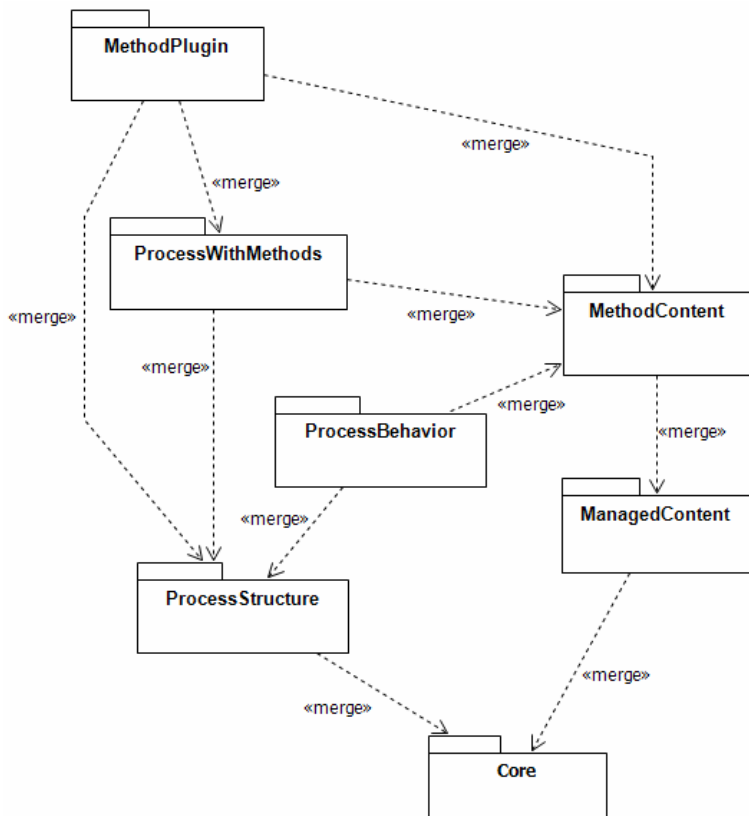 MethodPlugin
«merge»
«merge»
ProcessWithMethods
MethodContent
«merge»
«merge»
«merge»
«merge»
ProcessBehavior
«merge»
ManagedContent
«merge»
ProcessStructure
«merge»
«merge»
Core